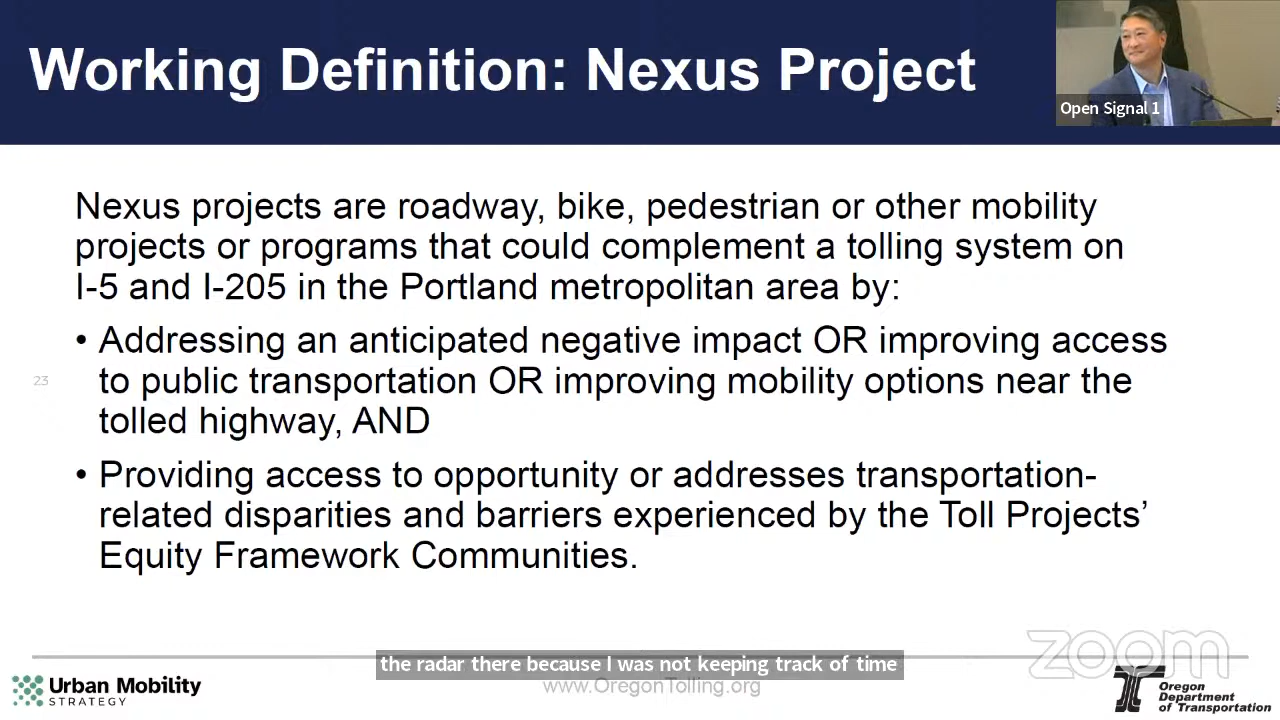 Working Definition: Nexus Project
Open Signal 1
Nexus projects are roadway, bike, pedestrian or other mobility
projects or programs that could complement a tolling system on
I-5 and I-205 in the Portland metropolitan area by:
• Addressing an anticipated negative impact OR improving access
to public transportation OR improving mobility options near the
tolled highway, AND
23
• Providing access to opportunity or addresses transportation-
related disparities and barriers experienced by the Toll Projects’
Equity Framework Communities.
zoom
the radar there because I was not keeping track of time
www.OregonTolling.org
Urban Mobility
STRATEGY
Oregon
Department
of Transportation